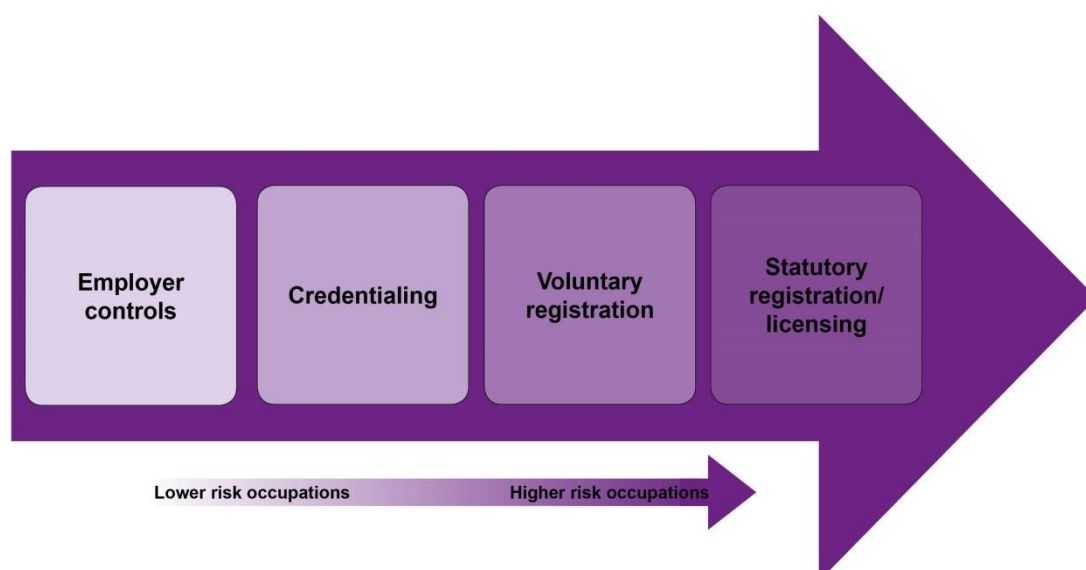 Employer
controls
Credentialing
Voluntary
registration
Statutory
registration/
licensing
Lower risk occupations
Higher risk occupations